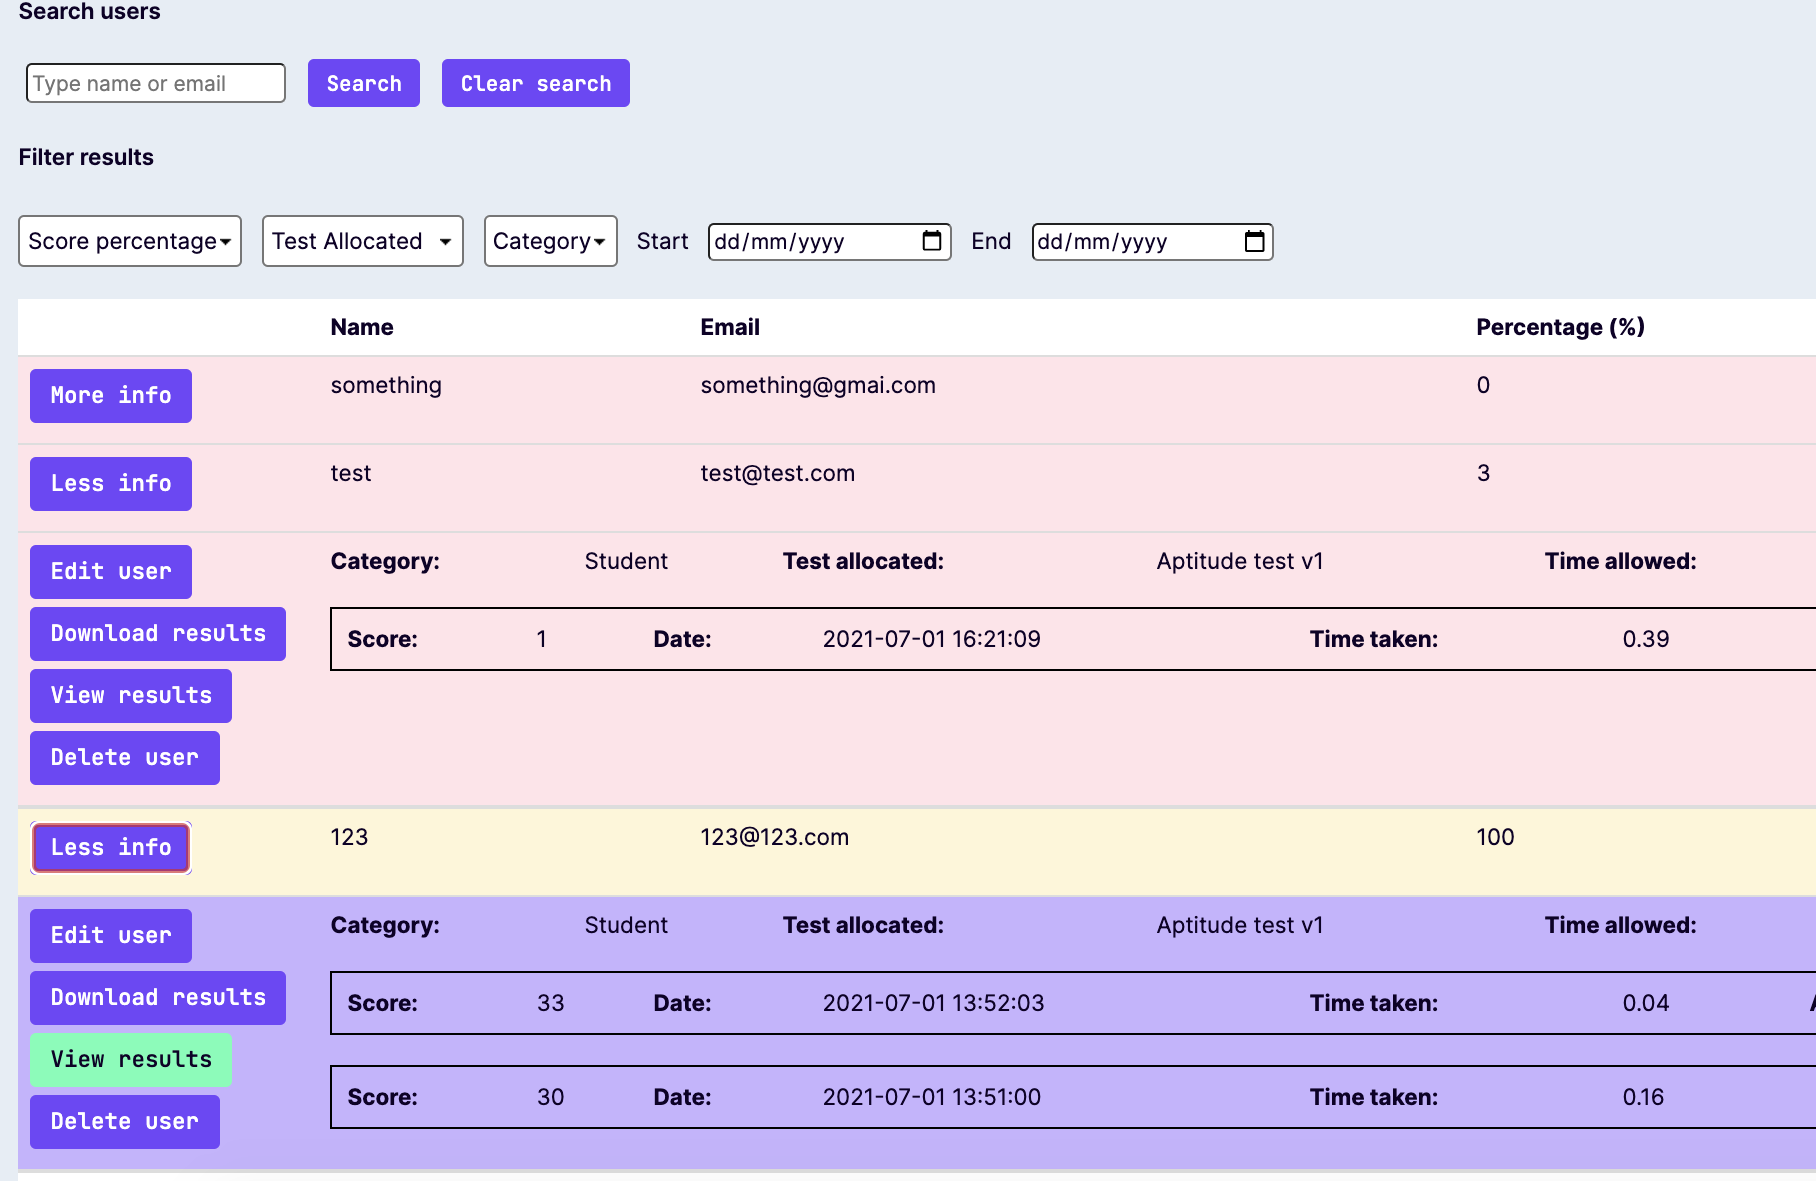 Search users
Type name or email Search Clear search
Filter results
Score percentage Test Allocated Category Start dd/mm/yyyy End dd/mm/yyyy
Name Email Percentage (%)
More info something something@gmai.com 0
Less info test test@test.com 3
Edit user Category: Student Test allocated: Aptitude test v1 Time allowed:
Download results Score: 1 Date: 2021-07-01 16:21:09 Time taken: 0.39
View results
Delete user
Less info 123 123@123.com 100
Edit user Category: Student Test allocated: Aptitude test v1 Time allowed:
Download results Score: 33 Date: 2021-07-01 13:52:03 Time taken: 0.04
View results
Score: 30 Date: 2021-07-01 13:51:00 Time taken: 0.16
Delete user